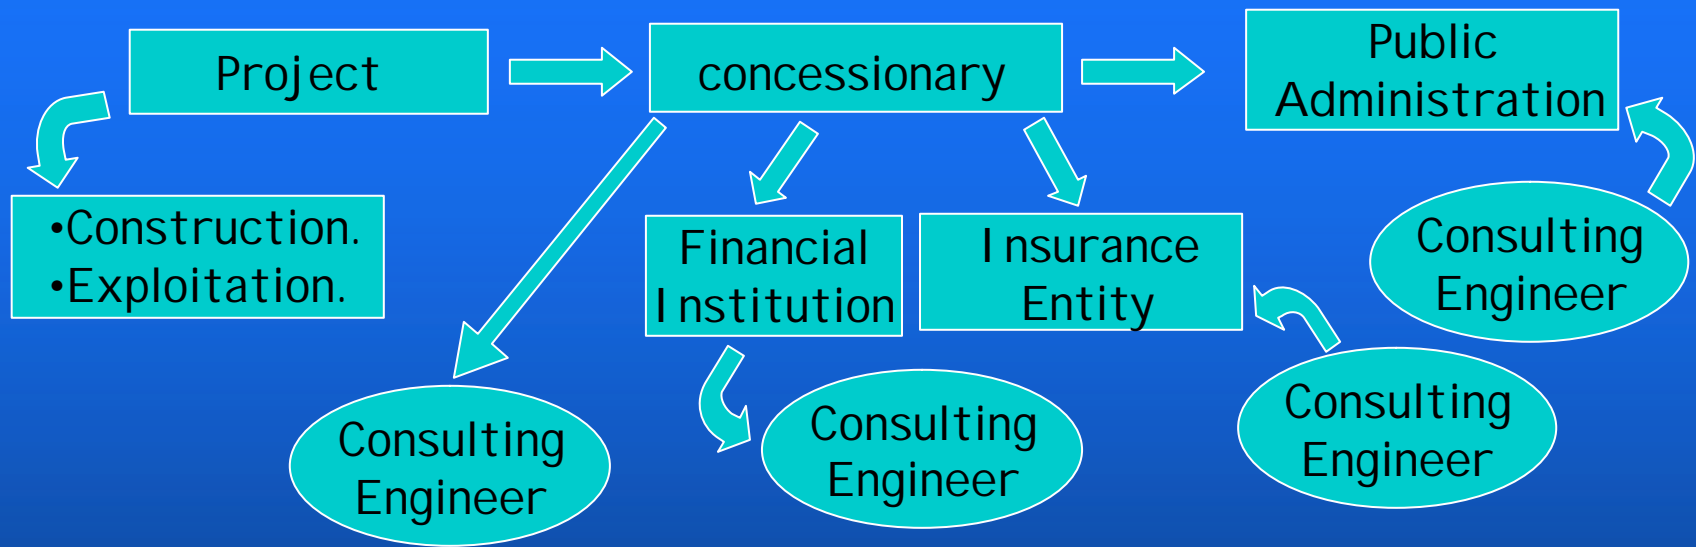 Project
concessionary
Public
Administration
•Construction.
•Exploitation.
Financial
Institution
Insurance
Entity
Consulting
Engineer
Consulting
Engineer
Consulting
Engineer
Consulting
Engineer